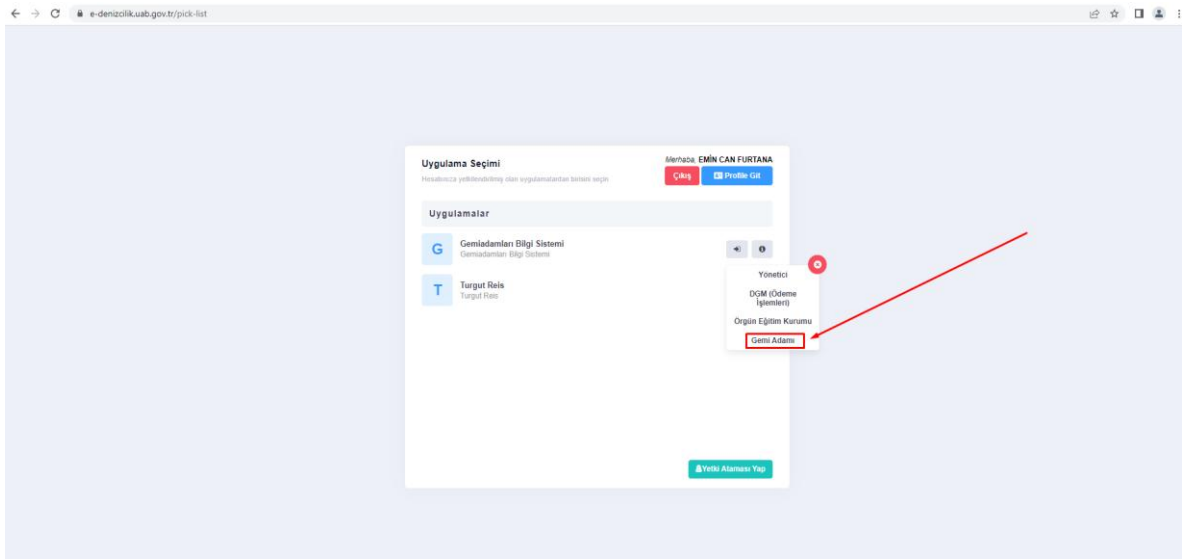 e-denizcilik.uab.gov.tr/pick-list
Uygulama Seçimi
Merhaba, EMİN CAN FURTANA
Hesabınızca yetkilendirilmiş olan uygulamalardan birisini seçin
Çıkış
Profile Git
Uygulamalar
G
Gemiadamları Bilgi Sistemi
Gemiadamları Bilgi Sistemi
T
Turgut Reis
Turgut Reis
Yönetici
DGM (Ödeme
İşlemleri)
Örgün Eğitim Kurumu
Gemi Adamı
Yetki Ataması Yap